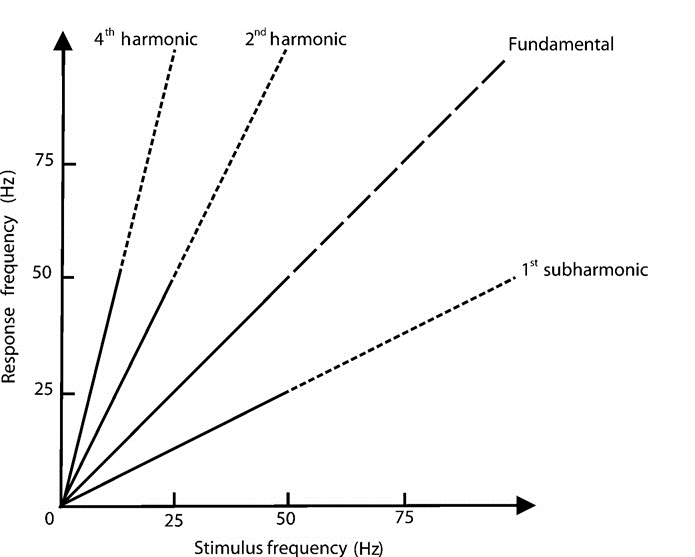 4th harmonic
2nd harmonic
Fundamental
75
50
1st subharmonic
25
0
25
50
75
Response frequency (Hz)
Stimulus frequency (Hz)